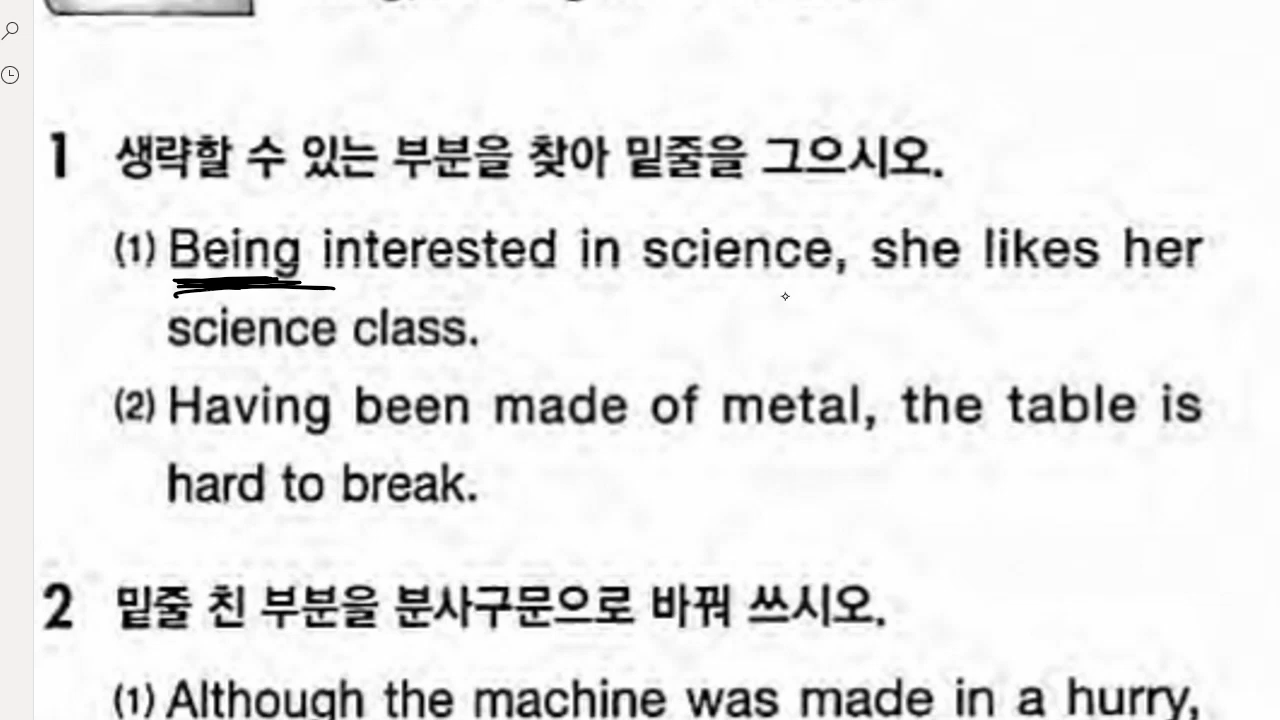 1 생략할 수 있는 부분을 찾아 밑줄을 그으시오.
(1) Being interested in science, she likes her
science class.
(2) Having been made of metal, the table is
hard to break.
2 밑줄 친 부분을 분사구문으로 바꿔 쓰시오.
(1) Although the machine was made in a hurry,